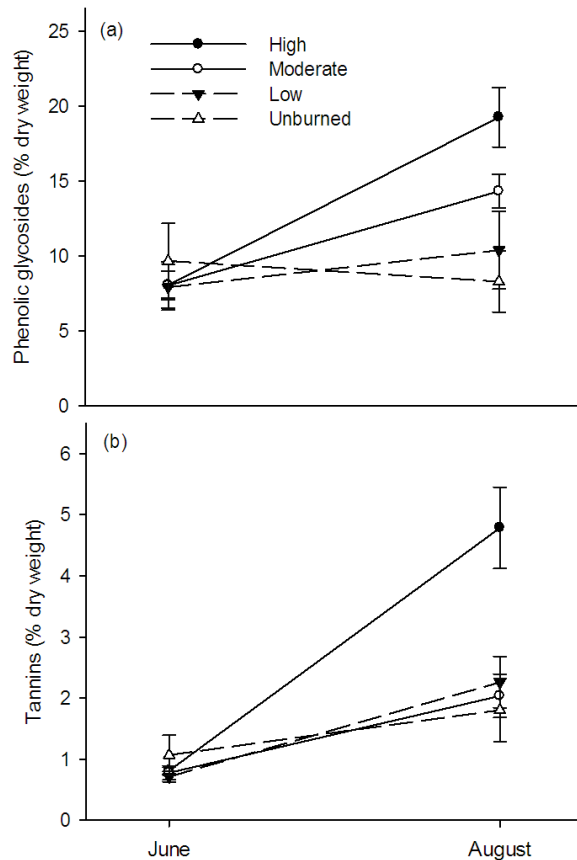 (a)
High
Moderate
Low
Unburned
Phenolic glycosides (% dry weight)
25
20
15
10
5
0
(b)
Tannins (% dry weight)
6
5
4
3
2
1
0
June August